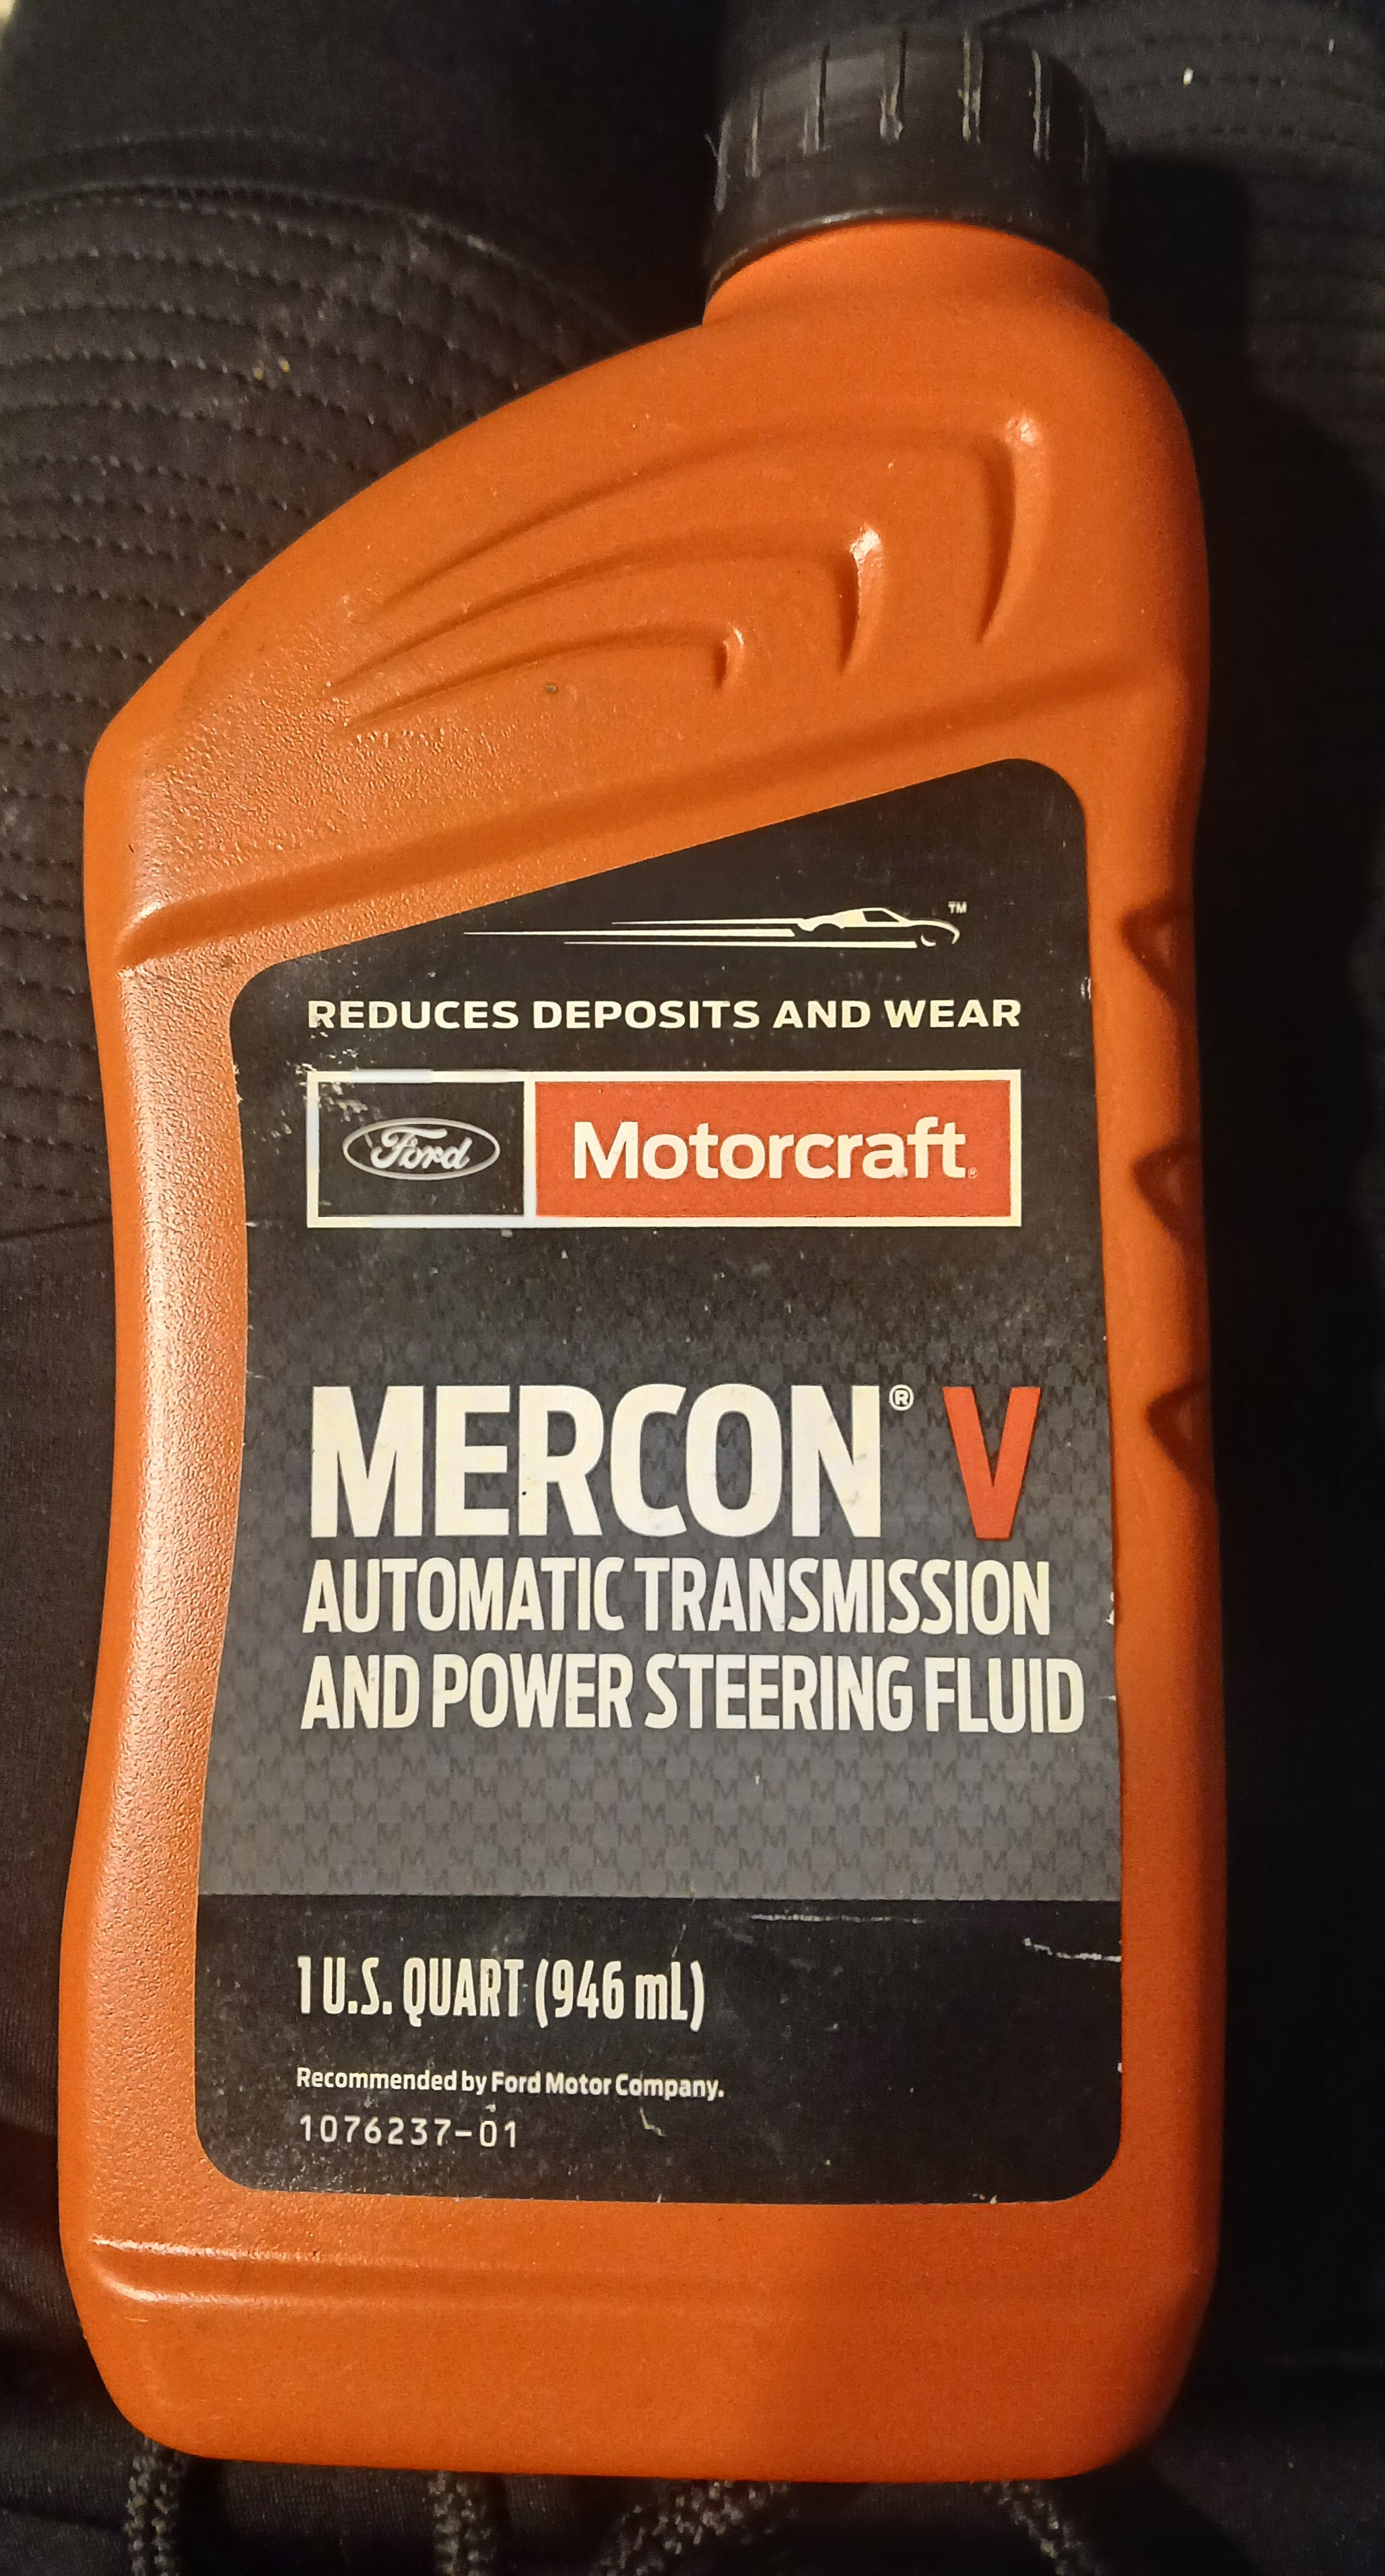 ™
REDUCES DEPOSITS AND WEAR
Ford Motorcraft®
MERCON® V
AUTOMATIC TRANSMISSION
AND POWER STEERING FLUID
1 U.S. QUART (946 mL)
Recommended by Ford Motor Company.
1076237-01